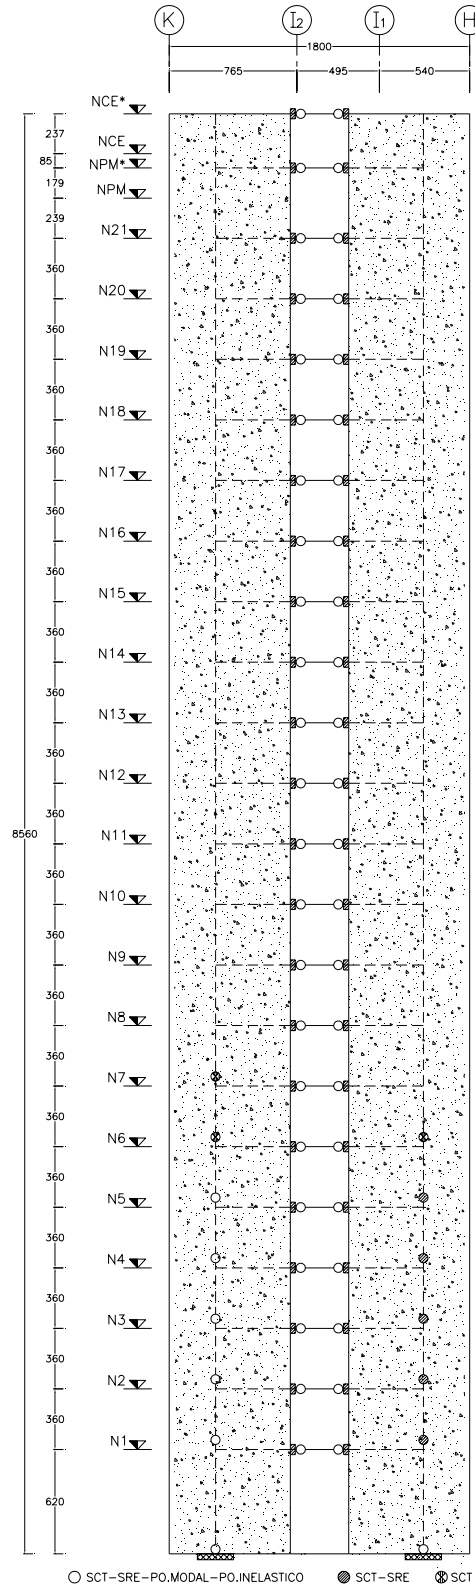 K I2 I1 H
1800
765 495 540
NCE*
237
NCE
85
NPM*
179
NPM
239
N21
360
N20
360
N19
360
N18
360
N17
360
N16
360
N15
360
N14
360
N13
360
N12
360
8560
N11
360
N10
360
N9
360
N8
360
N7
360
N6
360
N5
360
N4
360
N3
360
N2
360
N1
620
SCT-SRE-PO.MODAL-PO.INELASTICO SCT-SRE SCT